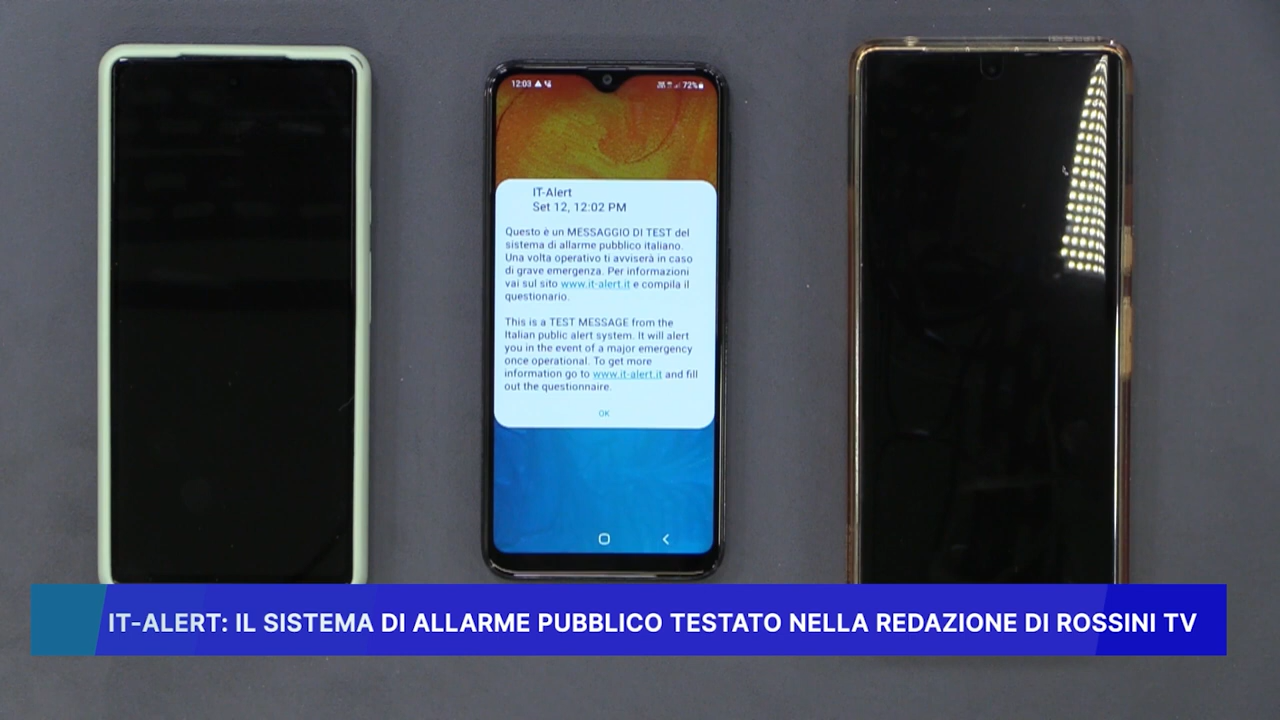 12:03
72%
IT-Alert
Set 12, 12:02 PM
Questo è un MESSAGGIO DI TEST del
sistema di allarme pubblico italiano.
Una volta operativo ti avviserà in caso
di grave emergenza. Per informazioni
vai sul sito www.it-alert.it e compila il
questionario.
This is a TEST MESSAGE from the
Italian public alert system. It will alert
you in the event of a major emergency
once operational. To get more
information go to www.it-alert.it and fill
out the questionnaire.
OK
IT-ALERT: IL SISTEMA DI ALLARME PUBBLICO TESTATO NELLA REDAZIONE DI ROSSINI TV